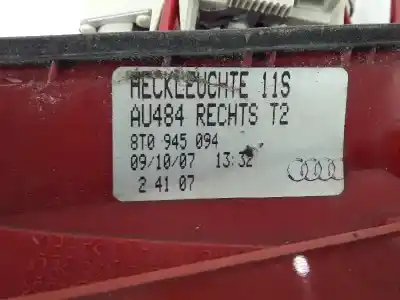 HECKLEUCHTE 11S
AU484 RECHTS T2
8T0 945 094
09/10/07 13:32
2 41 07